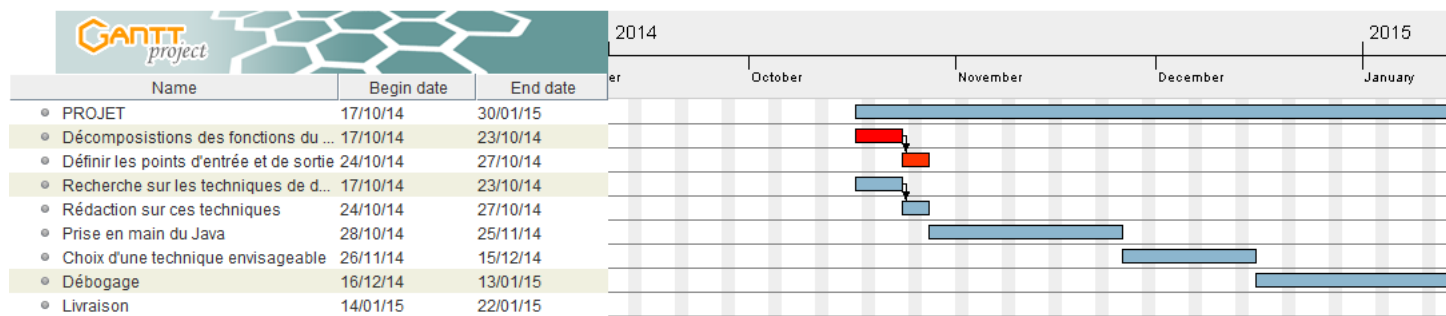 GANTT
project
2014 2015
er October November December January
Name Begin date End date
PROJET 17/10/14 30/01/15
Décomposistions des fonctions du ... 17/10/14 23/10/14
Définir les points d'entrée et de sortie 24/10/14 27/10/14
Recherche sur les techniques de d... 17/10/14 23/10/14
Rédaction sur ces techniques 24/10/14 27/10/14
Prise en main du Java 28/10/14 25/11/14
Choix d'une technique envisageable 26/11/14 15/12/14
Débogage 16/12/14 13/01/15
Livraison 14/01/15 22/01/15